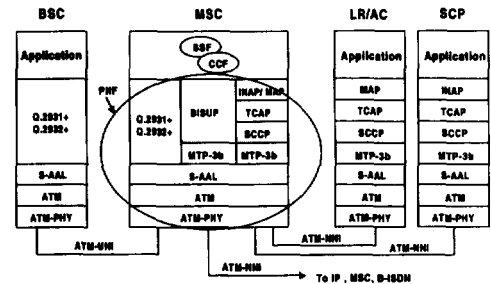 BSC
MSC
LR/AC
SCP
Application
SSF
CCF
Application
Application
PHF
Q.2931+
Q.2932+
Q.2931+
Q.2932+
BISUP
MTP-3b
INAP/ MAP
TCAP
SCCP
MTP-3b
MAP
TCAP
SCCP
MTP-3b
INAP
TCAP
SCCP
MTP-3b
S-AAL
S-AAL
S-AAL
S-AAL
ATM
ATM
ATM
ATM
ATM-PHY
ATM-PHY
ATM-PHY
ATM-PHY
ATM-UNI
ATM-NNI
ATM-NNI
ATM-NNI
To IP , MSC, B-ISDN